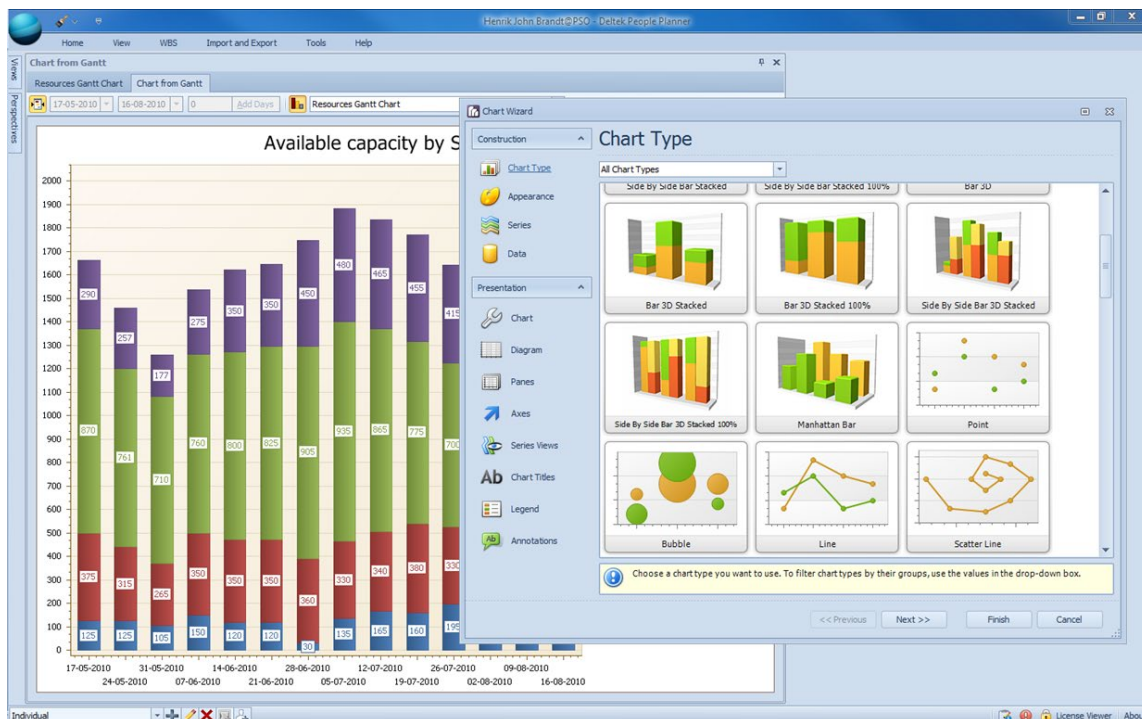 Henrik John Brandt@PSO - Deltek People Planner
Home View WBS Import and Export Tools Help
Views
Perspectives
Chart from Gantt
Resources Gantt Chart Chart from Gantt
17-05-2010 16-08-2010 0 Add Days Resources Gantt Chart
Available capacity by S
2000
1900
1800
1700
1600
1500
1400
1300
1200
1100
1000
900
800
700
600
500
400
300
200
100
0
290 257 177 275 350 350 450 480 465 455 415
870 761 710 760 800 825 905 935 865 775 700
375 315 265 350 350 350 360 330 340 380 330
125 125 105 150 120 120 30 135 165 160 195
17-05-2010 31-05-2010 14-06-2010 28-06-2010 12-07-2010 26-07-2010 09-08-2010
24-05-2010 07-06-2010 21-06-2010 05-07-2010 19-07-2010 02-08-2010 16-08-2010
Chart Wizard
Construction
Chart Type
Appearance
Series
Data
Presentation
Chart
Diagram
Panes
Axes
Series Views
Ab Chart Titles
Legend
Ab Annotations
Chart Type
All Chart Types
Side By Side Bar Stacked Side By Side Bar Stacked 100% Bar 3D
Bar 3D Stacked Bar 3D Stacked 100% Side By Side Bar 3D Stacked
Side By Side Bar 3D Stacked 100% Manhattan Bar Point
Bubble Line Scatter Line
Choose a chart type you want to use. To filter chart types by their groups, use the values in the drop-down box.
<< Previous Next >> Finish Cancel
Individual
License Viewer Abou